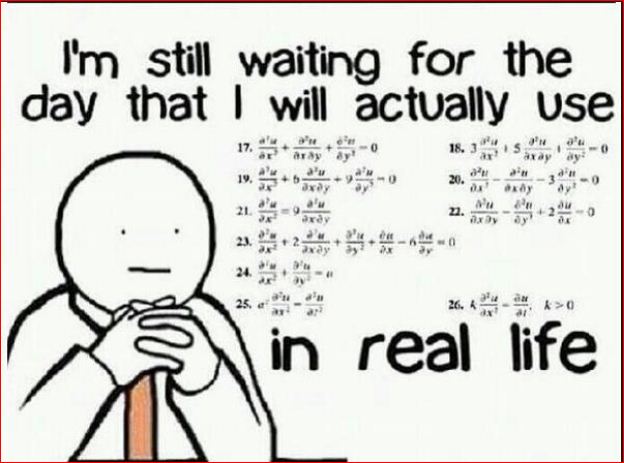 I'm still waiting for the
day that I will actually use
17. ∂²u/∂x² + ∂²u/∂x∂y + ∂²u/∂y² = 0
18. 3 ∂²u/∂x² + 5 ∂²u/∂x∂y + ∂²u/∂y² = 0
19. ∂²u/∂x² + 6 ∂²u/∂x∂y + 9 ∂²u/∂y² = 0
20. ∂²u/∂x² - ∂²u/∂x∂y - 3 ∂²u/∂y² = 0
21. ∂²u/∂x² = 9 ∂²u/∂x∂y
22. ∂²u/∂x∂y - ∂²u/∂y² + 2 ∂u/∂x = 0
23. ∂²u/∂x² + 2 ∂²u/∂x∂y + ∂²u/∂y² + ∂u/∂x - 6 ∂u/∂y = 0
24. ∂²u/∂x² + ∂²u/∂y² = u
25. a² ∂²u/∂x² = ∂²u/∂t²
26. k ∂²u/∂x² = ∂u/∂t, k > 0
in real life